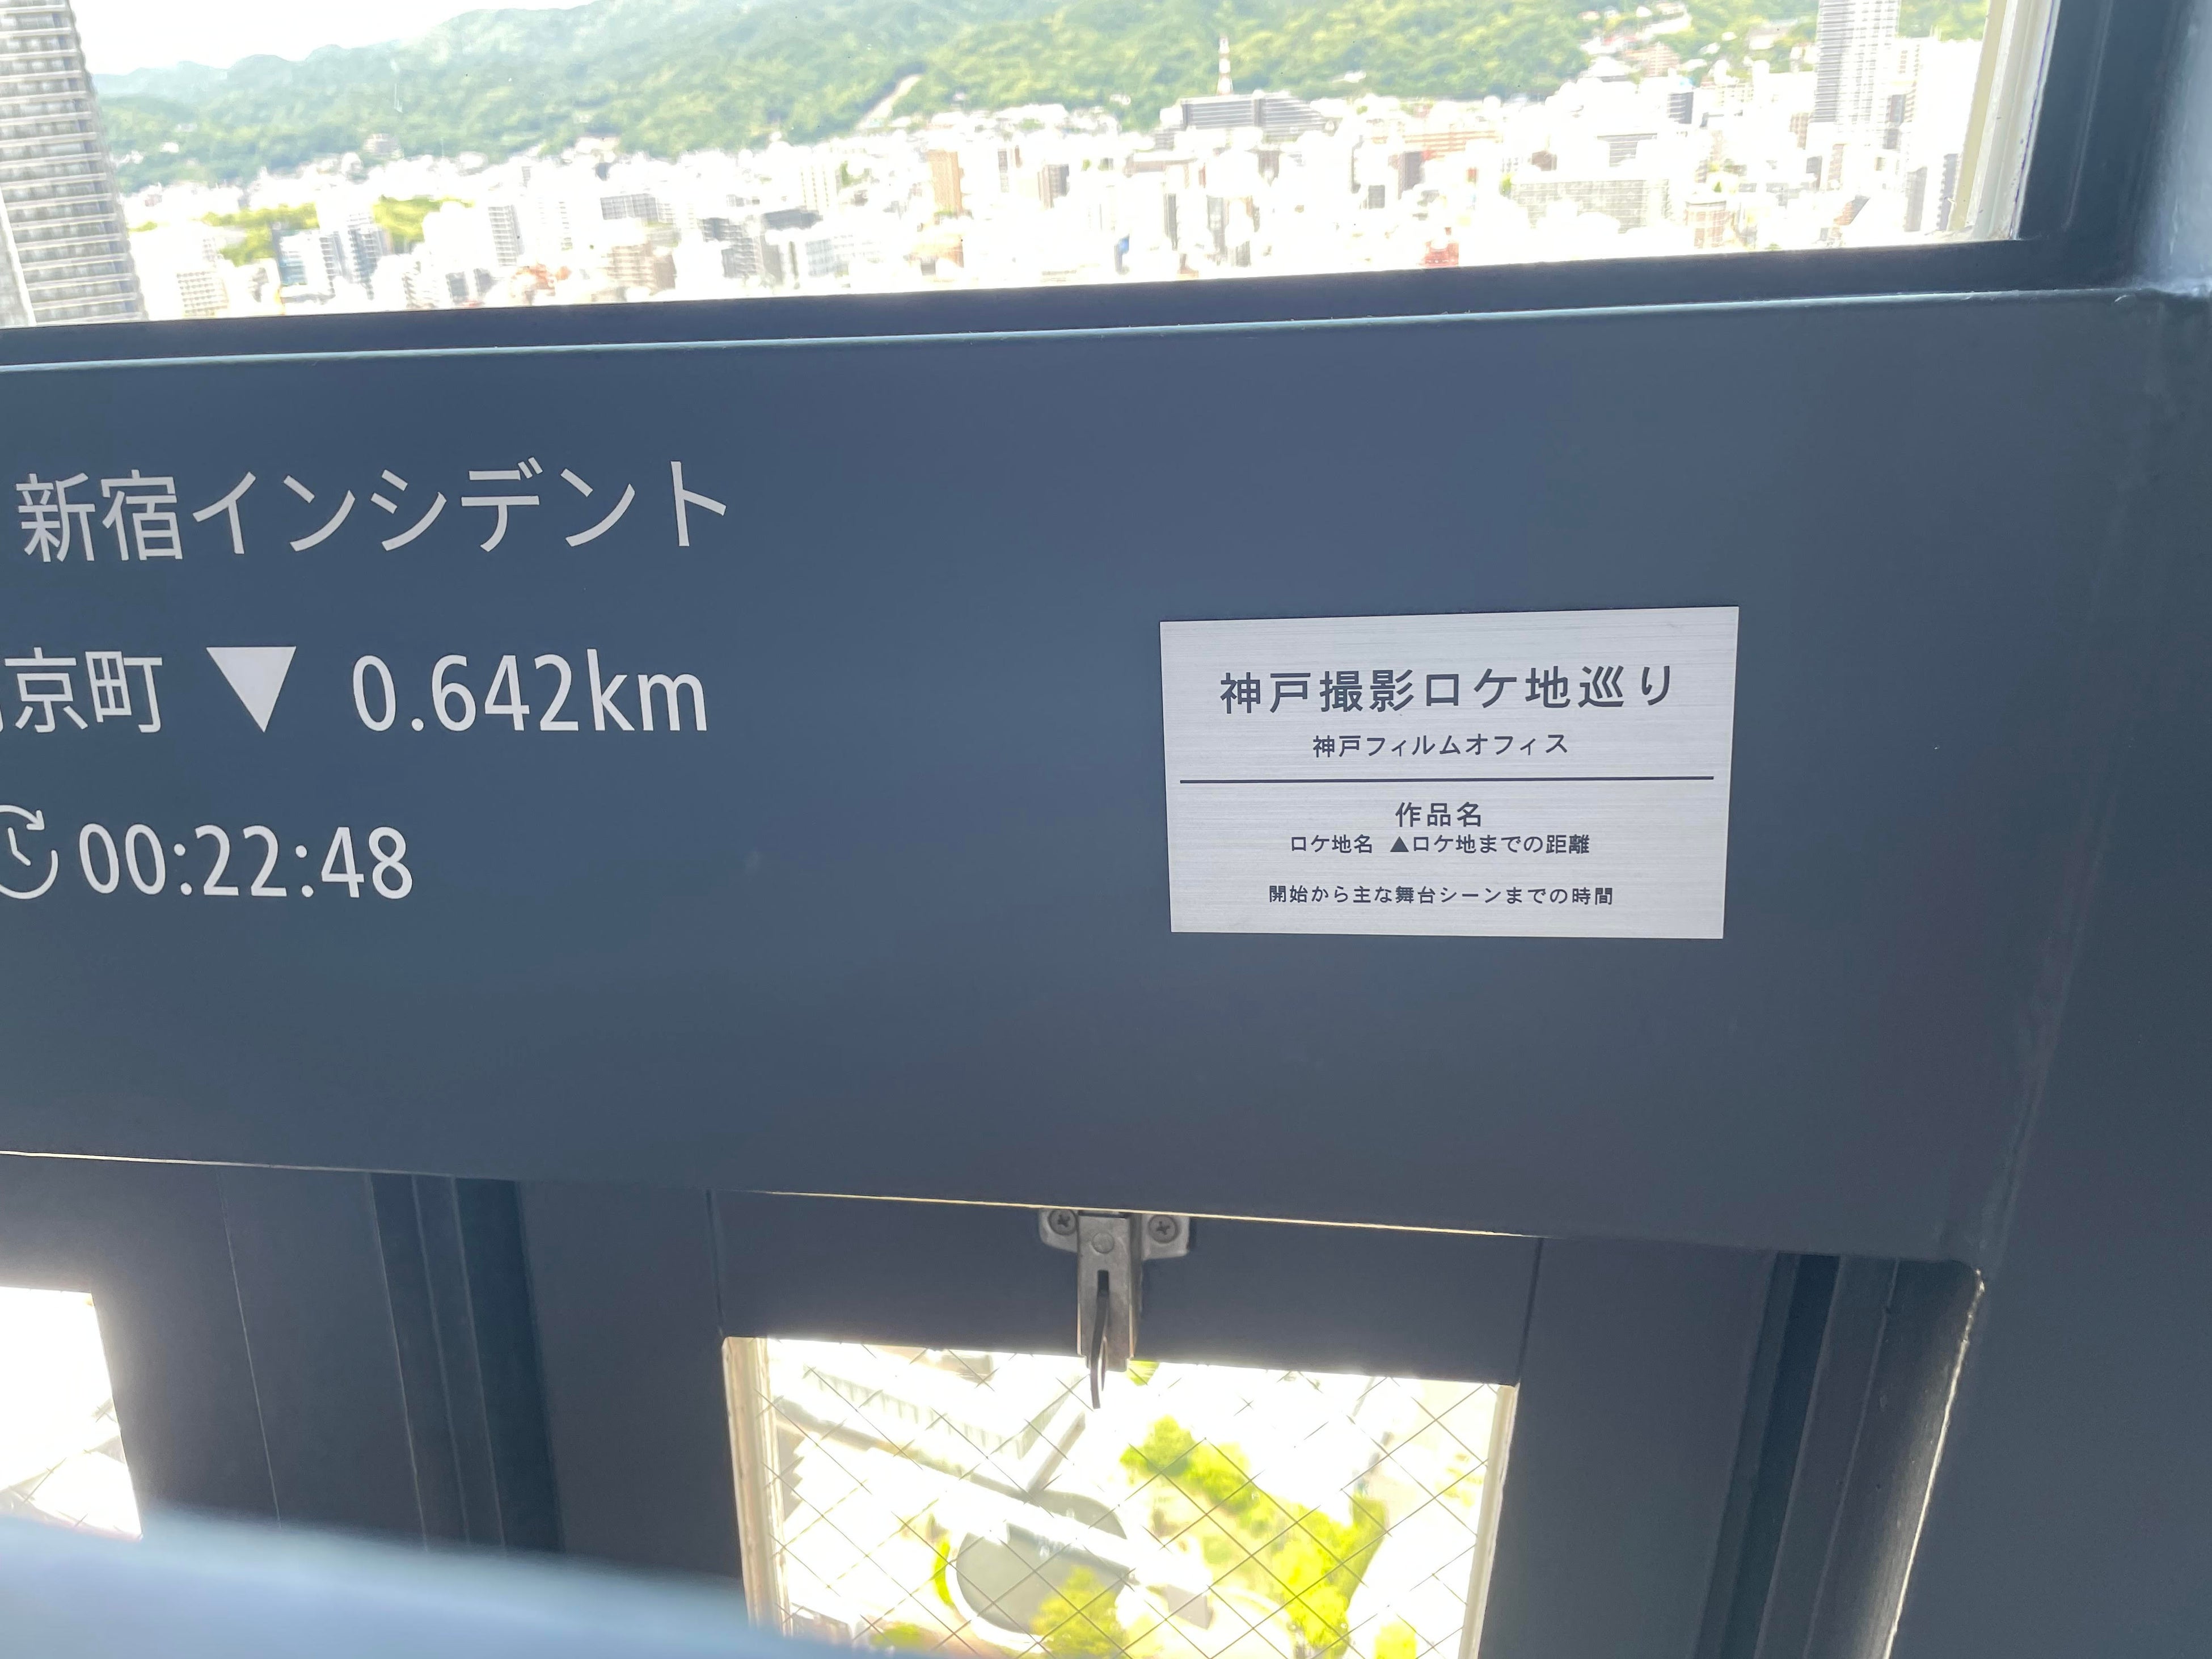 新宿インシデント
京町 ▼ 0.642km
00:22:48
神戸撮影ロケ地巡り
神戸フィルムオフィス
作品名
ロケ地名 ▲ロケ地までの距離
開始から主な舞台シーンまでの時間